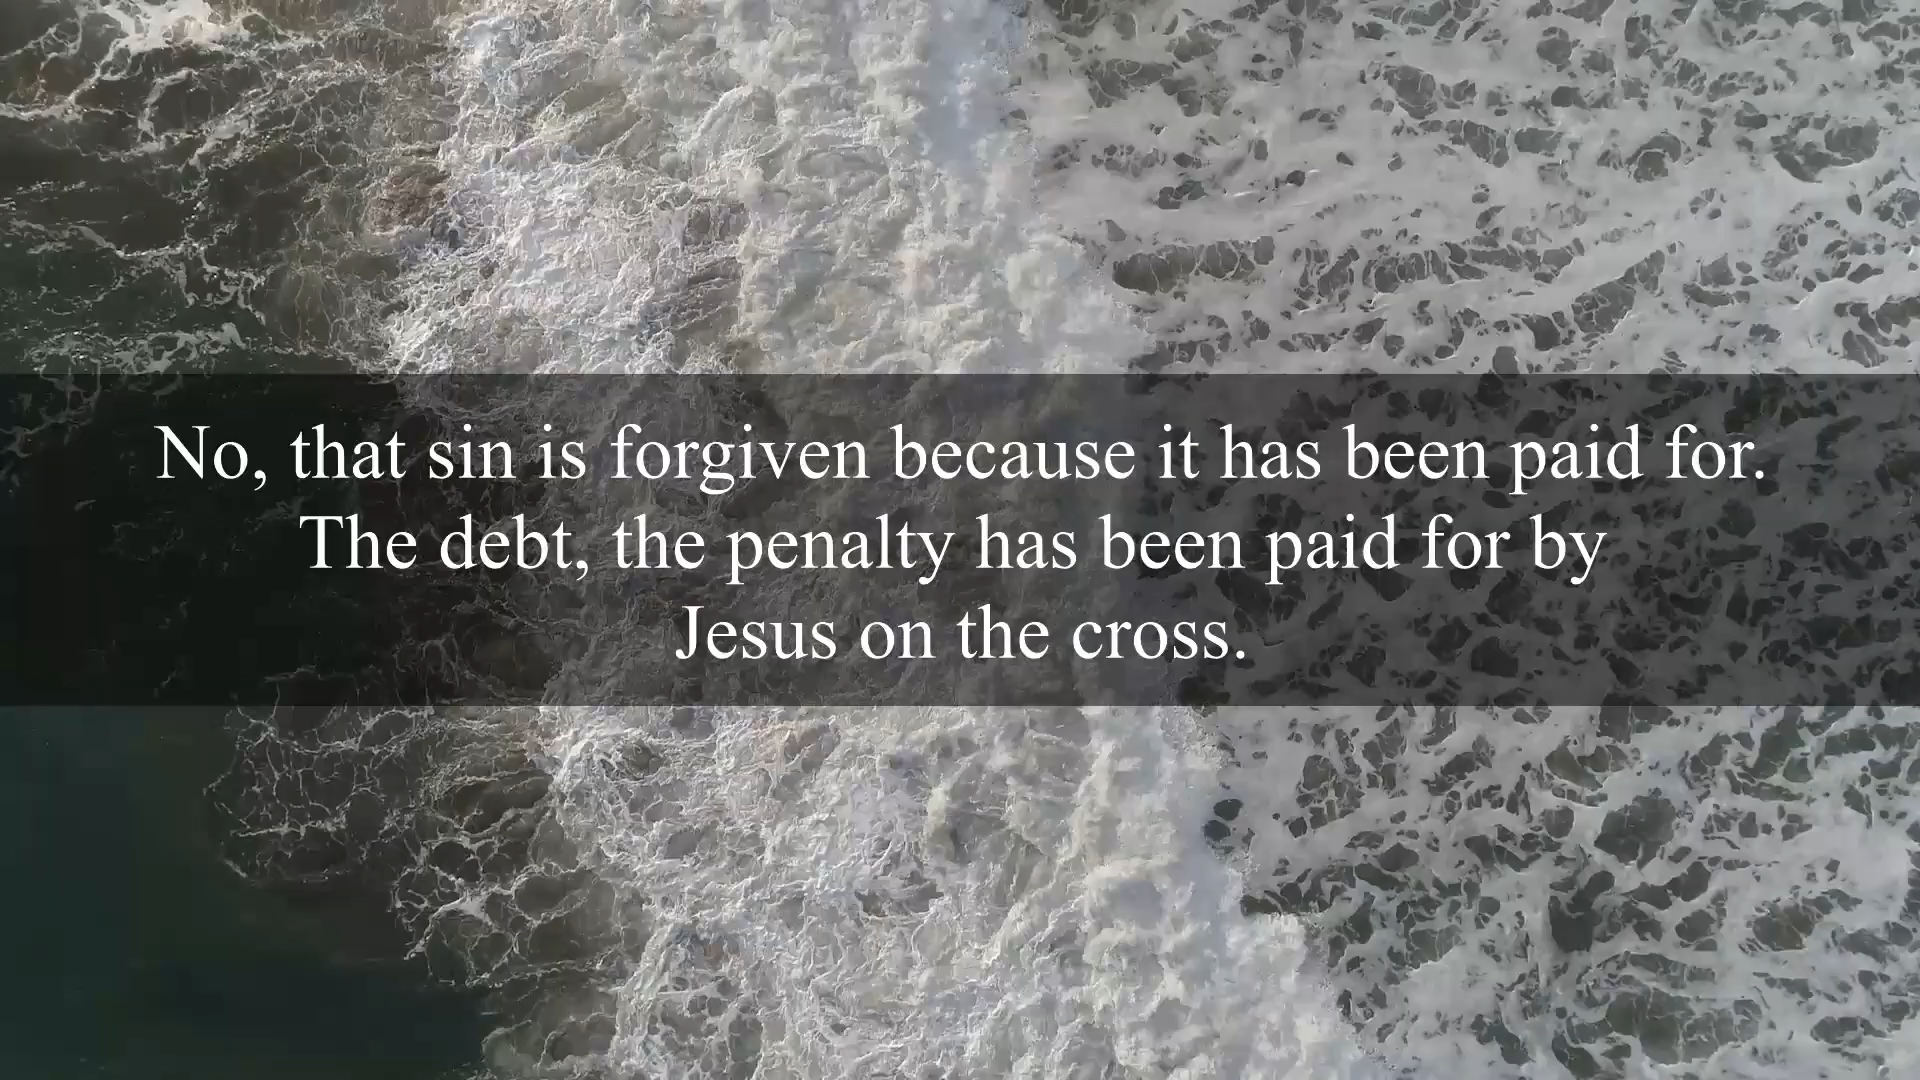 No, that sin is forgiven because it has been paid for.
The debt, the penalty has been paid for by
Jesus on the cross.